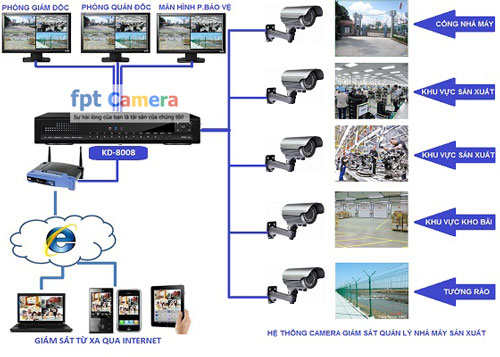 PHÒNG GIÁM ĐỐC
PHÒNG QUẢN ĐỐC
MÀN HÌNH P.BẢO VỆ
fpt Camera
Sự hài lòng của bạn là tài sản của chúng tôi!
KD-8008
CỔNG NHÀ MÁY
KHU VỰC SẢN XUẤT
KHU VỰC SẢN XUẤT
KHU VỰC KHO BÃI
TƯỜNG RÀO
GIÁM SÁT TỪ XA QUA INTERNET
HỆ THỐNG CAMERA GIÁM SÁT QUẢN LÝ NHÀ MÁY SẢN XUẤT